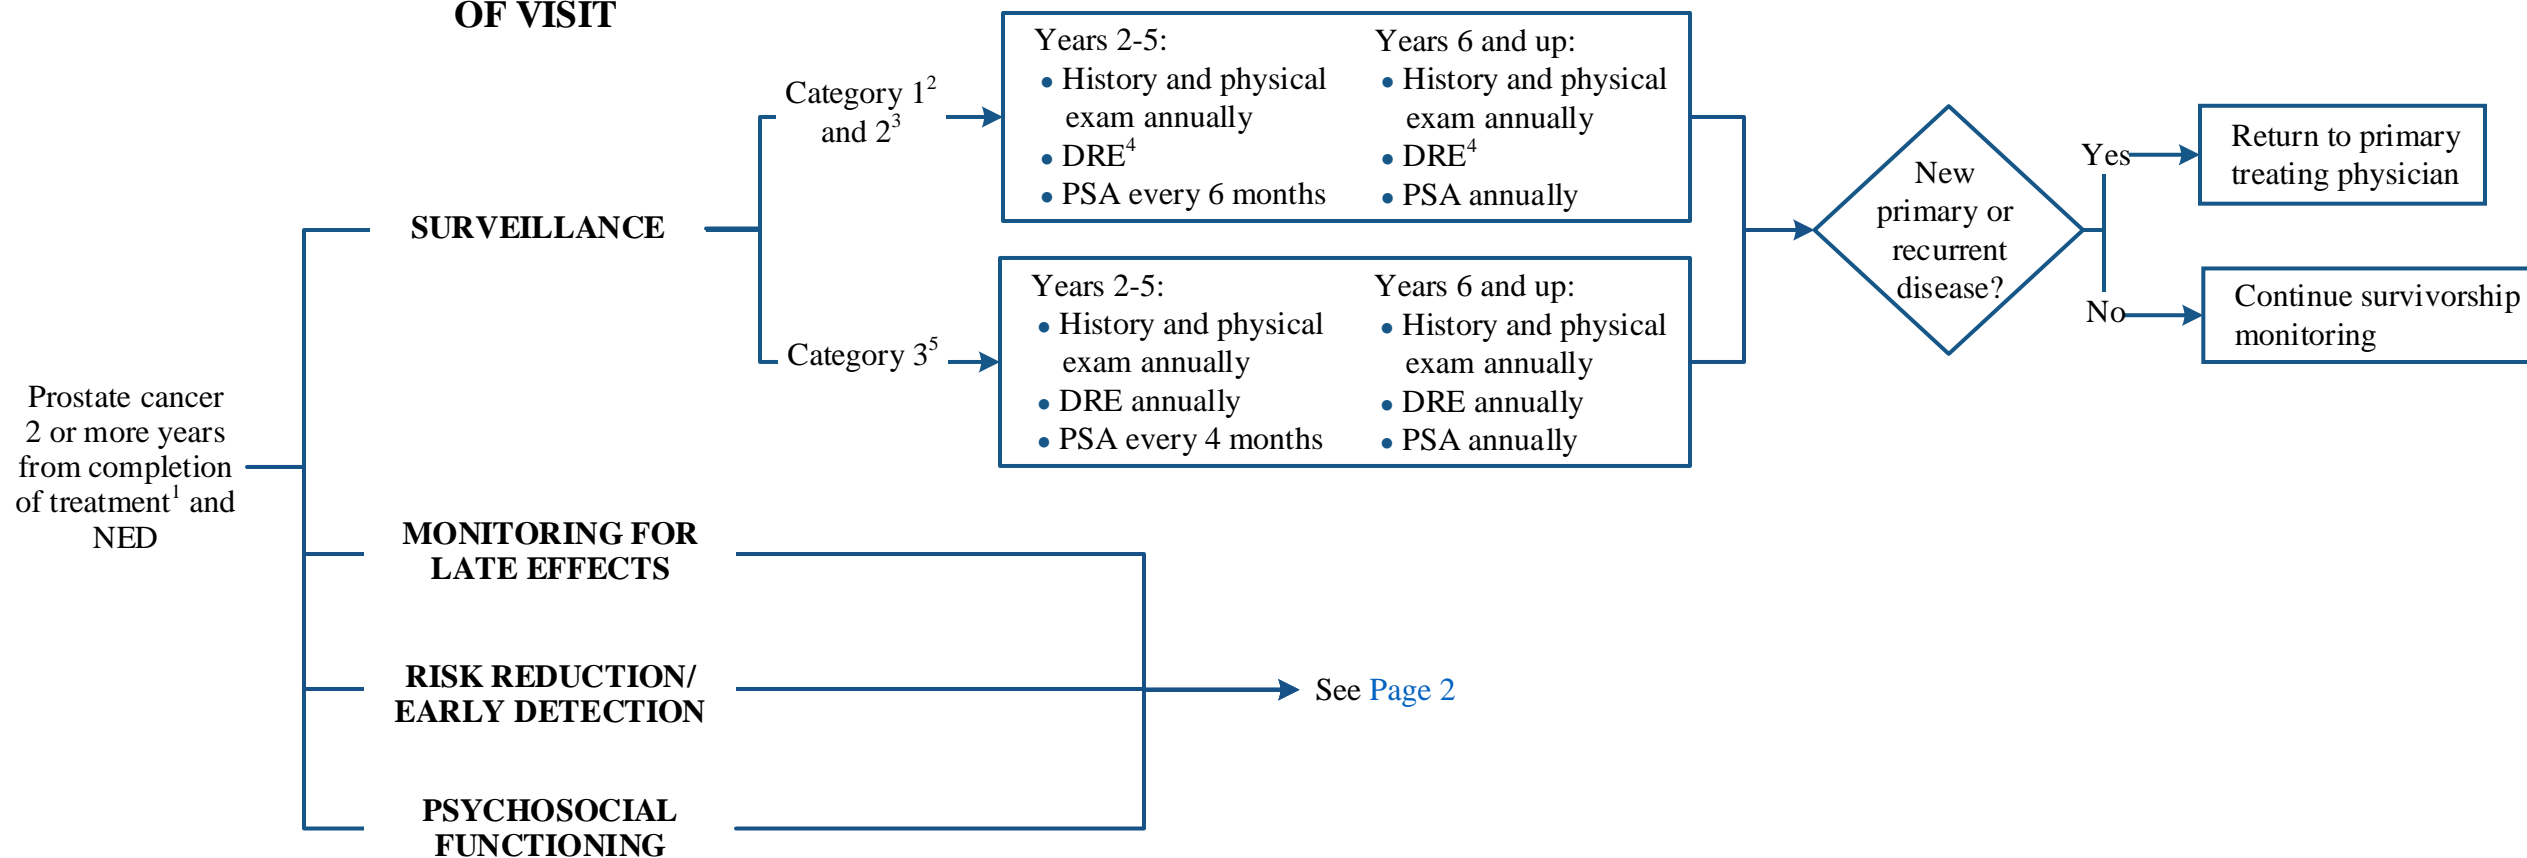 OF VISIT
Prostate cancer
2 or more years
from completion
of treatment1 and
NED
SURVEILLANCE
Category 12
and 23
Years 2-5:
• History and physical
exam annually
• DRE4
• PSA every 6 months
Years 6 and up:
• History and physical
exam annually
• DRE4
• PSA annually
Category 35
Years 2-5:
• History and physical
exam annually
• DRE annually
• PSA every 4 months
Years 6 and up:
• History and physical
exam annually
• DRE annually
• PSA annually
New
primary or
recurrent
disease?
Yes
Return to primary
treating physician
No
Continue survivorship
monitoring
MONITORING FOR
LATE EFFECTS
RISK REDUCTION/
EARLY DETECTION
PSYCHOSOCIAL
FUNCTIONING
See Page 2